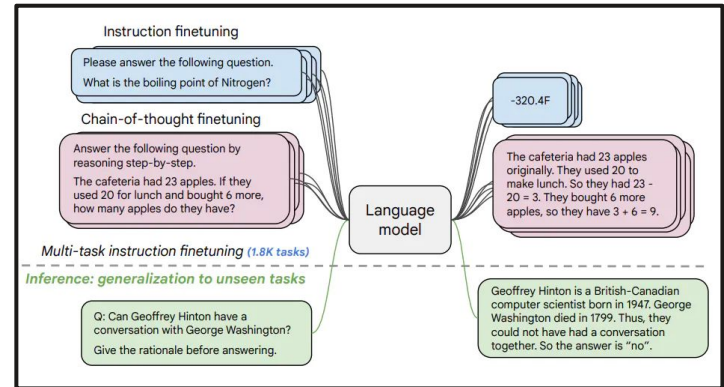 Instruction finetuning
Please answer the following question.
What is the boiling point of Nitrogen?
-320.4F
Chain-of-thought finetuning
Answer the following question by
reasoning step-by-step.
The cafeteria had 23 apples. If they
used 20 for lunch and bought 6 more,
how many apples do they have?
Language
model
The cafeteria had 23 apples
originally. They used 20 to
make lunch. So they had 23 -
20 = 3. They bought 6 more
apples, so they have 3 + 6 = 9.
Multi-task instruction finetuning (1.8K tasks)
Inference: generalization to unseen tasks
Q: Can Geoffrey Hinton have a
conversation with George Washington?
Give the rationale before answering.
Geoffrey Hinton is a British-Canadian
computer scientist born in 1947. George
Washington died in 1799. Thus, they
could not have had a conversation
together. So the answer is “no”.